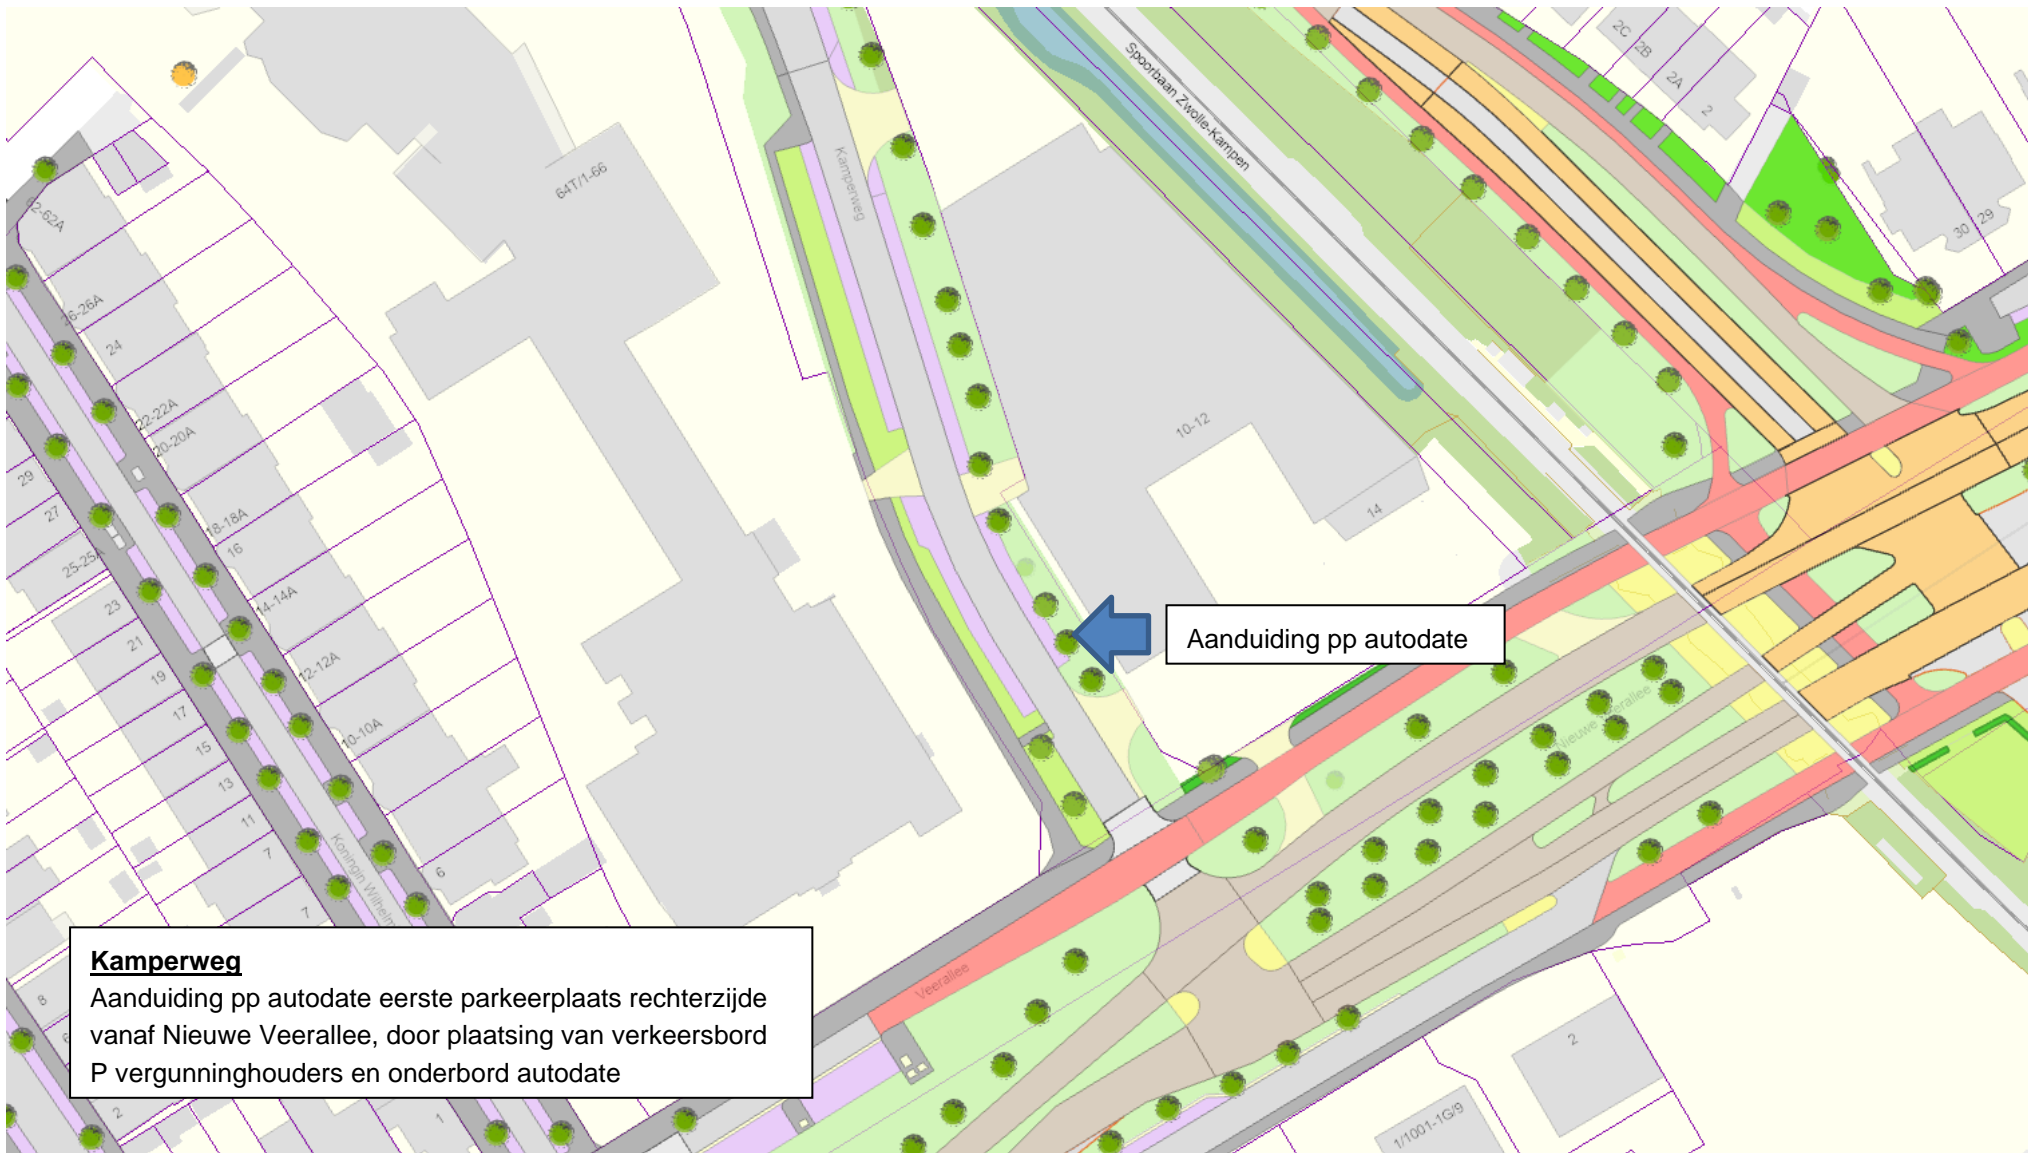 Spoorbaan Zwolle-Kampen
2C
2B
2A
2
30
29
64T/1-66
Kamperweg
62-62A
26-26A
24
22-22A
20-20A
29
27
25-25A
18-18A
16
10-12
14
23
21
14-14A
19
12-12A
17
15
10-10A
13
11
7
6
7
Koningin Wilhelm
Aanduiding pp autodate
Nieuwe Veerallee
Veerallee
Kamperweg
Aanduiding pp autodate eerste parkeerplaats rechterzijde
vanaf Nieuwe Veerallee, door plaatsing van verkeersbord
P vergunninghouders en onderbord autodate
8
6
2
1
2
1/1001-1G/9